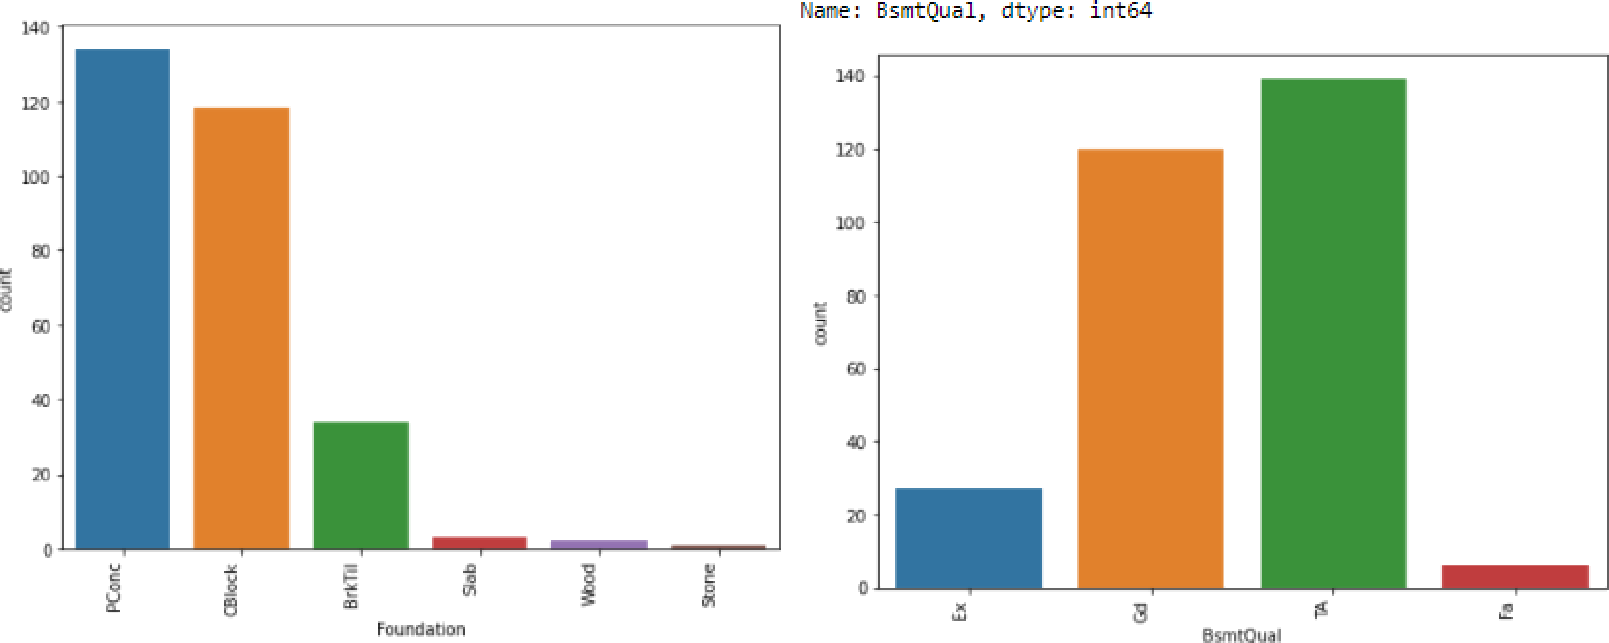 Name: BsmtQual, dtype: int64
140
120
100
80
60
40
20
0
count
PConc
CBlock
BrkTil
Slab
Wood
Stone
Foundation
140
120
100
80
60
40
20
0
count
Ex
Gd
TA
Fa
BsmtQual